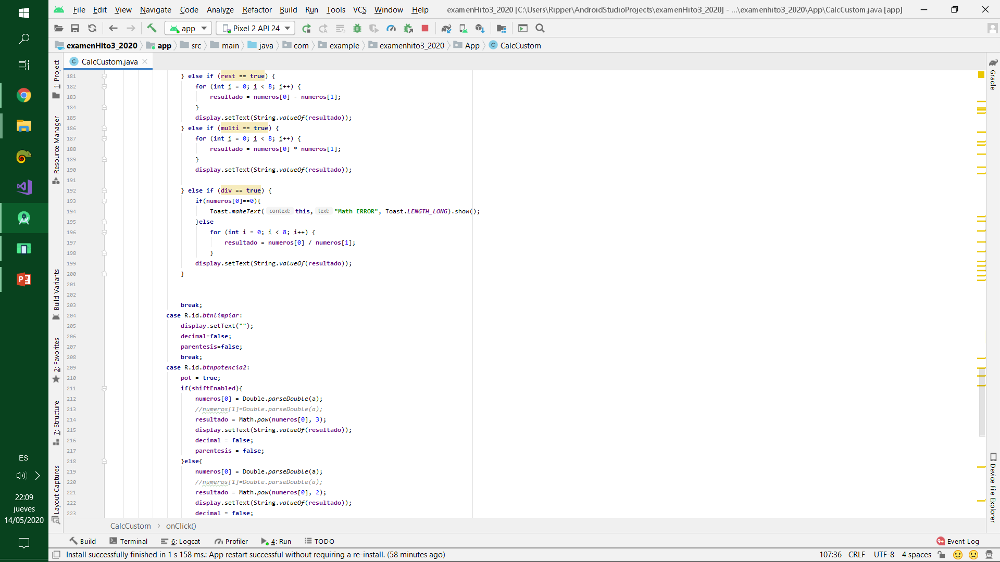 File Edit View Navigate Code Analyze Refactor Build Run Tools VCS Window Help examenHito3_2020 [C:\Users\Ripper\AndroidStudioProjects\examenHito3_2020] - ...\examenhito3_2020\App\CalcCustom.java [app]
app Pixel 2 API 24
examenHito3_2020 app src main java com example examenhito3_2020 App CalcCustom
CalcCustom.java
181 } else if (rest == true) {
182 for (int i = 0; i < 8; i++) {
183 resultado = numeros[0] - numeros[1];
184 }
185 display.setText(String.valueOf(resultado));
186 } else if (multi == true) {
187 for (int i = 0; i < 8; i++) {
188 resultado = numeros[0] * numeros[1];
189 }
190 display.setText(String.valueOf(resultado));
191
192 } else if (div == true) {
193 if(numeros[0]==0){
194 Toast.makeText( context: this, text: "Math ERROR", Toast.LENGTH_LONG).show();
195 }else
196 for (int i = 0; i < 8; i++) {
197 resultado = numeros[0] / numeros[1];
198 }
199 display.setText(String.valueOf(resultado));
200 }
201
202
203 break;
204 case R.id.btnlimpiar:
205 display.setText("");
206 decimal=false;
207 parentesis=false;
208 break;
209 case R.id.btnpotencia2:
210 pot = true;
211 if(shiftEnabled){
212 numeros[0] = Double.parseDouble(a);
213 //numeros[1]=Double.parseDouble(a);
214 resultado = Math.pow(numeros[0], 3);
215 display.setText(String.valueOf(resultado));
216 decimal = false;
217 parentesis = false;
218 }else{
219 numeros[0] = Double.parseDouble(a);
220 //numeros[1]=Double.parseDouble(a);
221 resultado = Math.pow(numeros[0], 2);
222 display.setText(String.valueOf(resultado));
223 decimal = false;
CalcCustom › onClick()
1: Project
Resource Manager
Build Variants
2: Favorites
7: Structure
Layout Captures
Gradle
Device File Explorer
Build Terminal 6: Logcat Profiler 4: Run TODO 9+ Event Log
Install successfully finished in 1 s 158 ms.: App restart successful without requiring a re-install. (58 minutes ago) 107:36 CRLF UTF-8 4 spaces
ES
22:09
jueves
14/05/2020